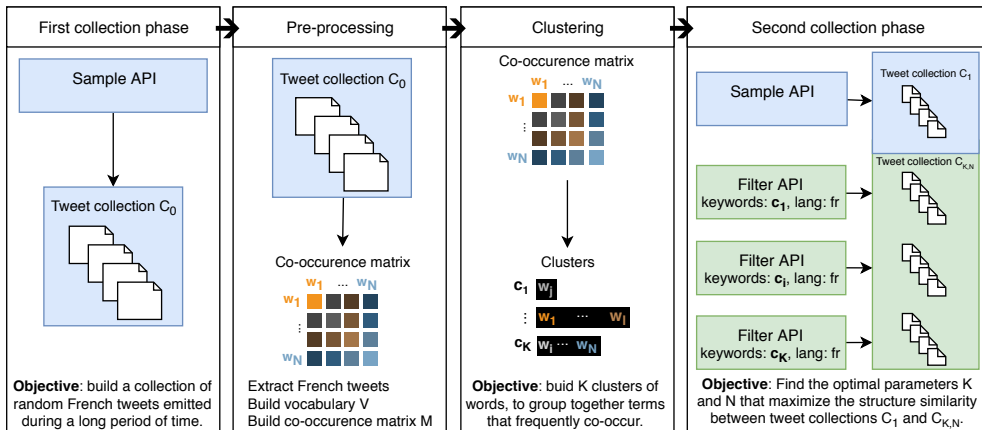 First collection phase
Sample API
Tweet collection C0
Objective: build a collection of
random French tweets emitted
during a long period of time.
Pre-processing
Tweet collection C0
Co-occurence matrix
w1 ... wN
w1
⋮
wN
Extract French tweets
Build vocabulary V
Build co-occurence matrix M
Clustering
Co-occurence matrix
w1 ... wN
w1
⋮
wN
Clusters
c1 wj
⋮ w1 ... wl
cK wi ... wN
Objective: buid K clusters of
words, to group together terms
that frequently co-occur.
Second collection phase
Sample API
Tweet collection C1
Tweet collection CK,N
Filter API
keywords: c1, lang: fr
Filter API
keywords: ci, lang: fr
Filter API
keywords: cK, lang: fr
Objective: Find the optimal parameters K
and N that maximize the structure similarity
between tweet collections C1 and CK,N.